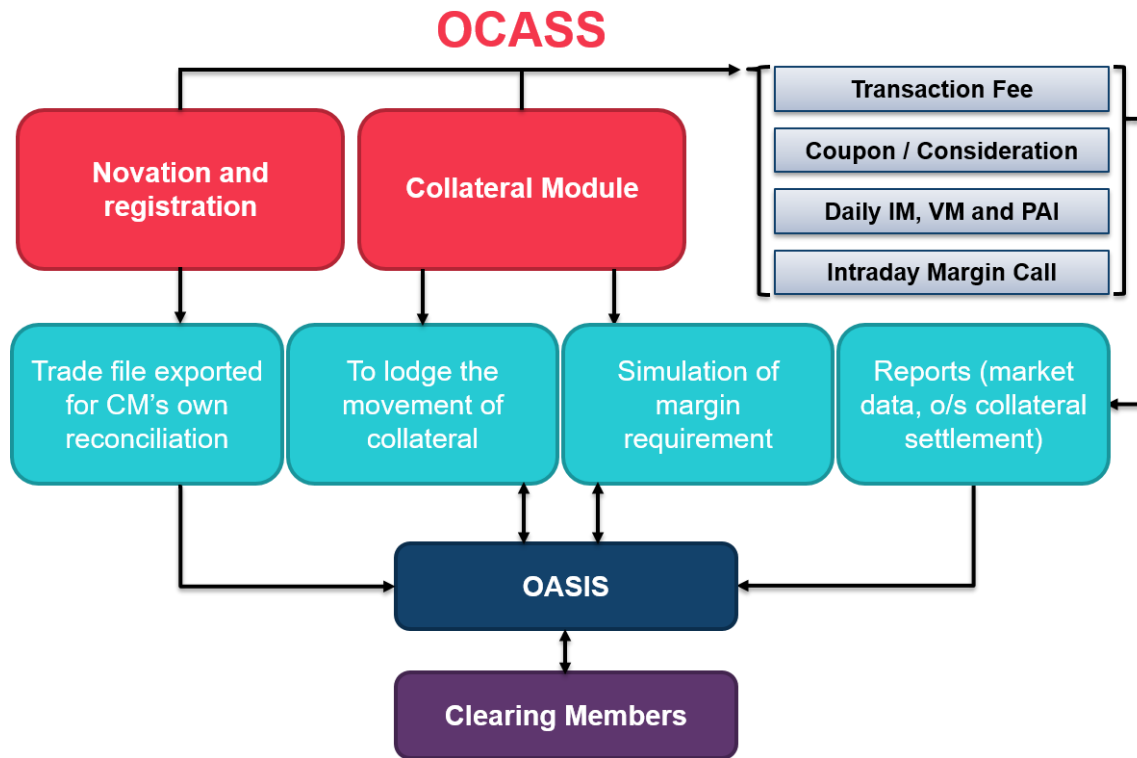 OCASS
Novation and
registration
Collateral Module
Transaction Fee
Coupon / Consideration
Daily IM, VM and PAI
Intraday Margin Call
Trade file exported
for CM's own
reconciliation
To lodge the
movement of
collateral
Simulation of
margin
requirement
Reports (market
data, o/s collateral
settlement)
OASIS
Clearing Members